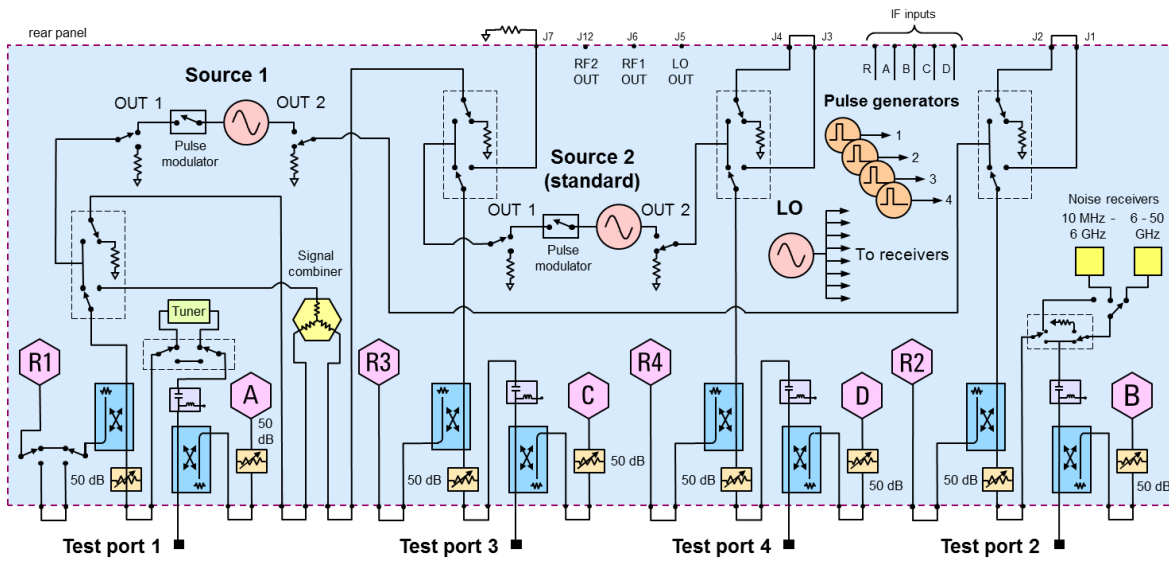 IF inputs
rear panel
J7
J12
J6
J5
J4
J3
J2
J1
RF2
OUT
RF1
OUT
LO
OUT
R
A
B
C
D
Source 1
OUT 1
OUT 2
Pulse
modulator
Pulse generators
1
2
3
4
Source 2
(standard)
OUT 1
OUT 2
Pulse
modulator
LO
To receivers
Noise receivers
10 MHz -
6 GHz
6 - 50
GHz
Signal
combiner
Tuner
R1
A
R3
C
R4
D
R2
B
50
dB
50 dB
50 dB
50 dB
50 dB
50 dB
50 dB
50 dB
Test port 1
Test port 3
Test port 4
Test port 2